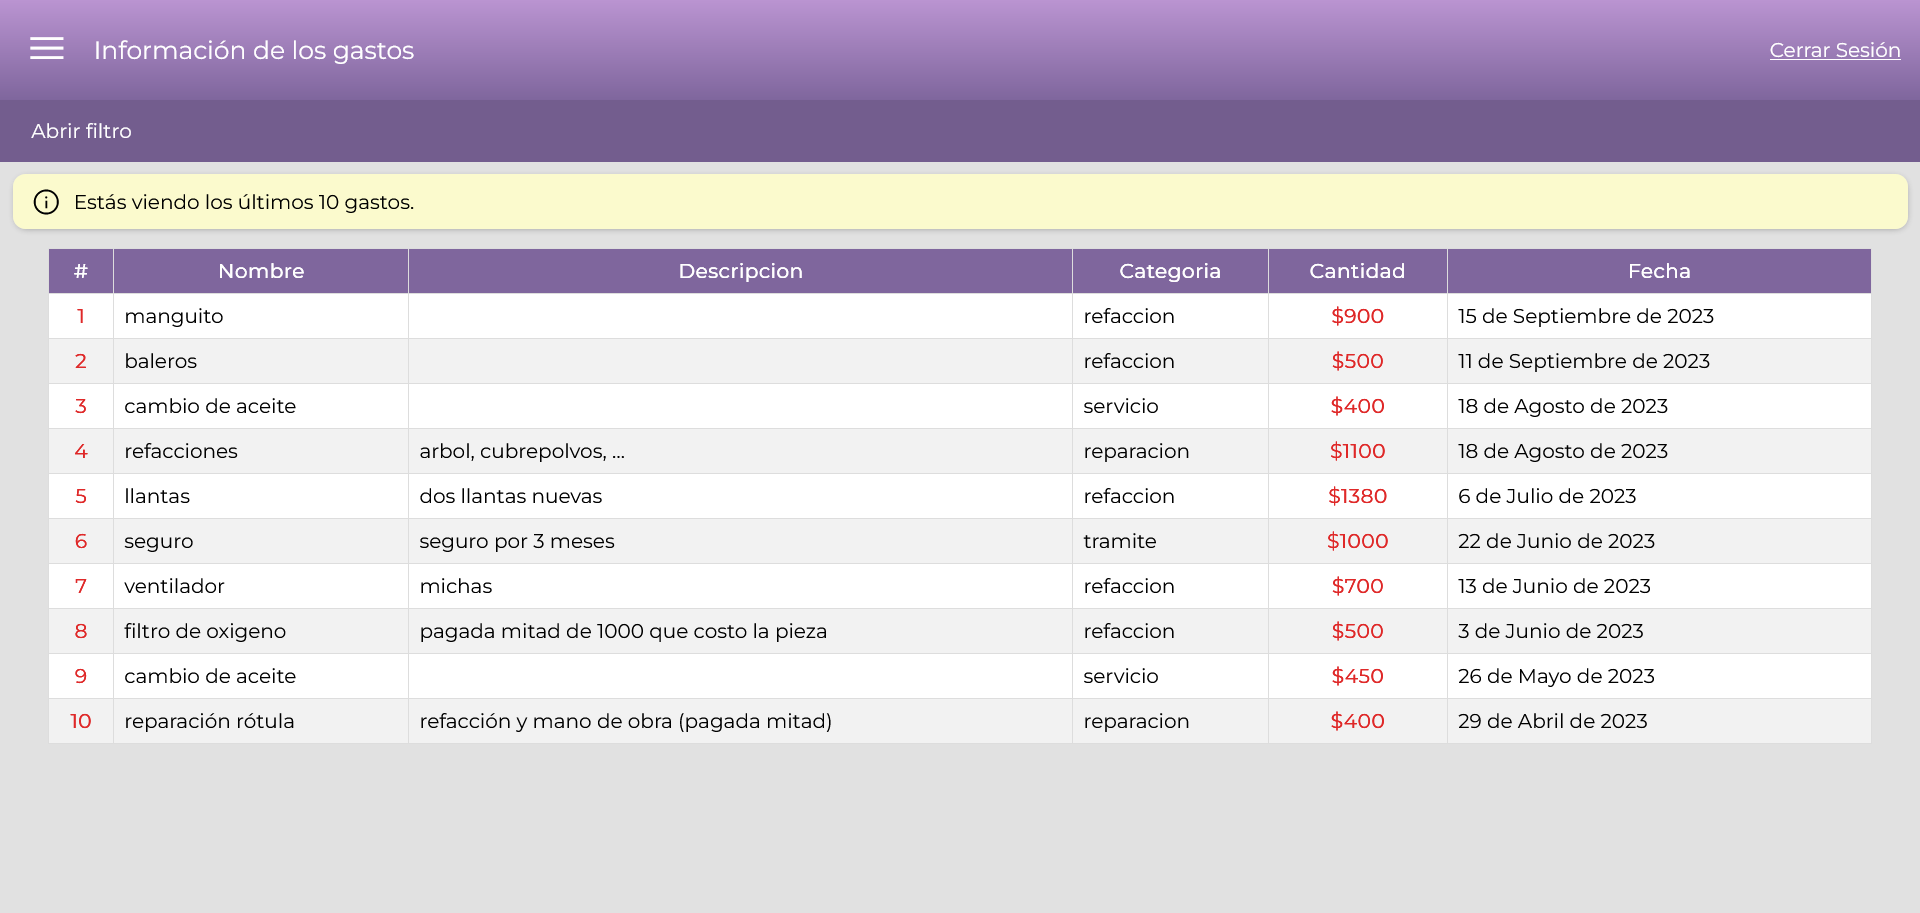 Información de los gastos
Cerrar Sesión
Abrir filtro
Estás viendo los últimos 10 gastos.
# Nombre Descripcion Categoria Cantidad Fecha
1 manguito refaccion $900 15 de Septiembre de 2023
2 baleros refaccion $500 11 de Septiembre de 2023
3 cambio de aceite servicio $400 18 de Agosto de 2023
4 refacciones arbol, cubrepolvos, ... reparacion $1100 18 de Agosto de 2023
5 llantas dos llantas nuevas refaccion $1380 6 de Julio de 2023
6 seguro seguro por 3 meses tramite $1000 22 de Junio de 2023
7 ventilador michas refaccion $700 13 de Junio de 2023
8 filtro de oxigeno pagada mitad de 1000 que costo la pieza refaccion $500 3 de Junio de 2023
9 cambio de aceite servicio $450 26 de Mayo de 2023
10 reparación rótula refacción y mano de obra (pagada mitad) reparacion $400 29 de Abril de 2023